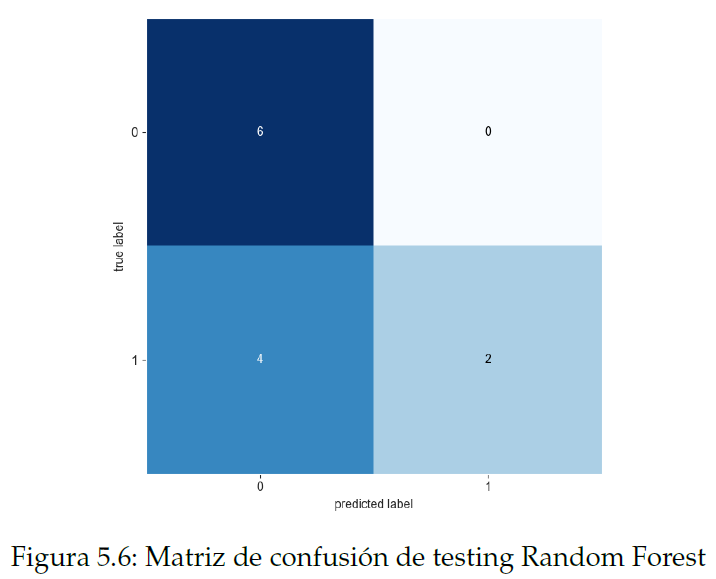 6
0
0
true label
4
2
1
0
1
predicted label
Figura 5.6: Matriz de confusión de testing Random Forest